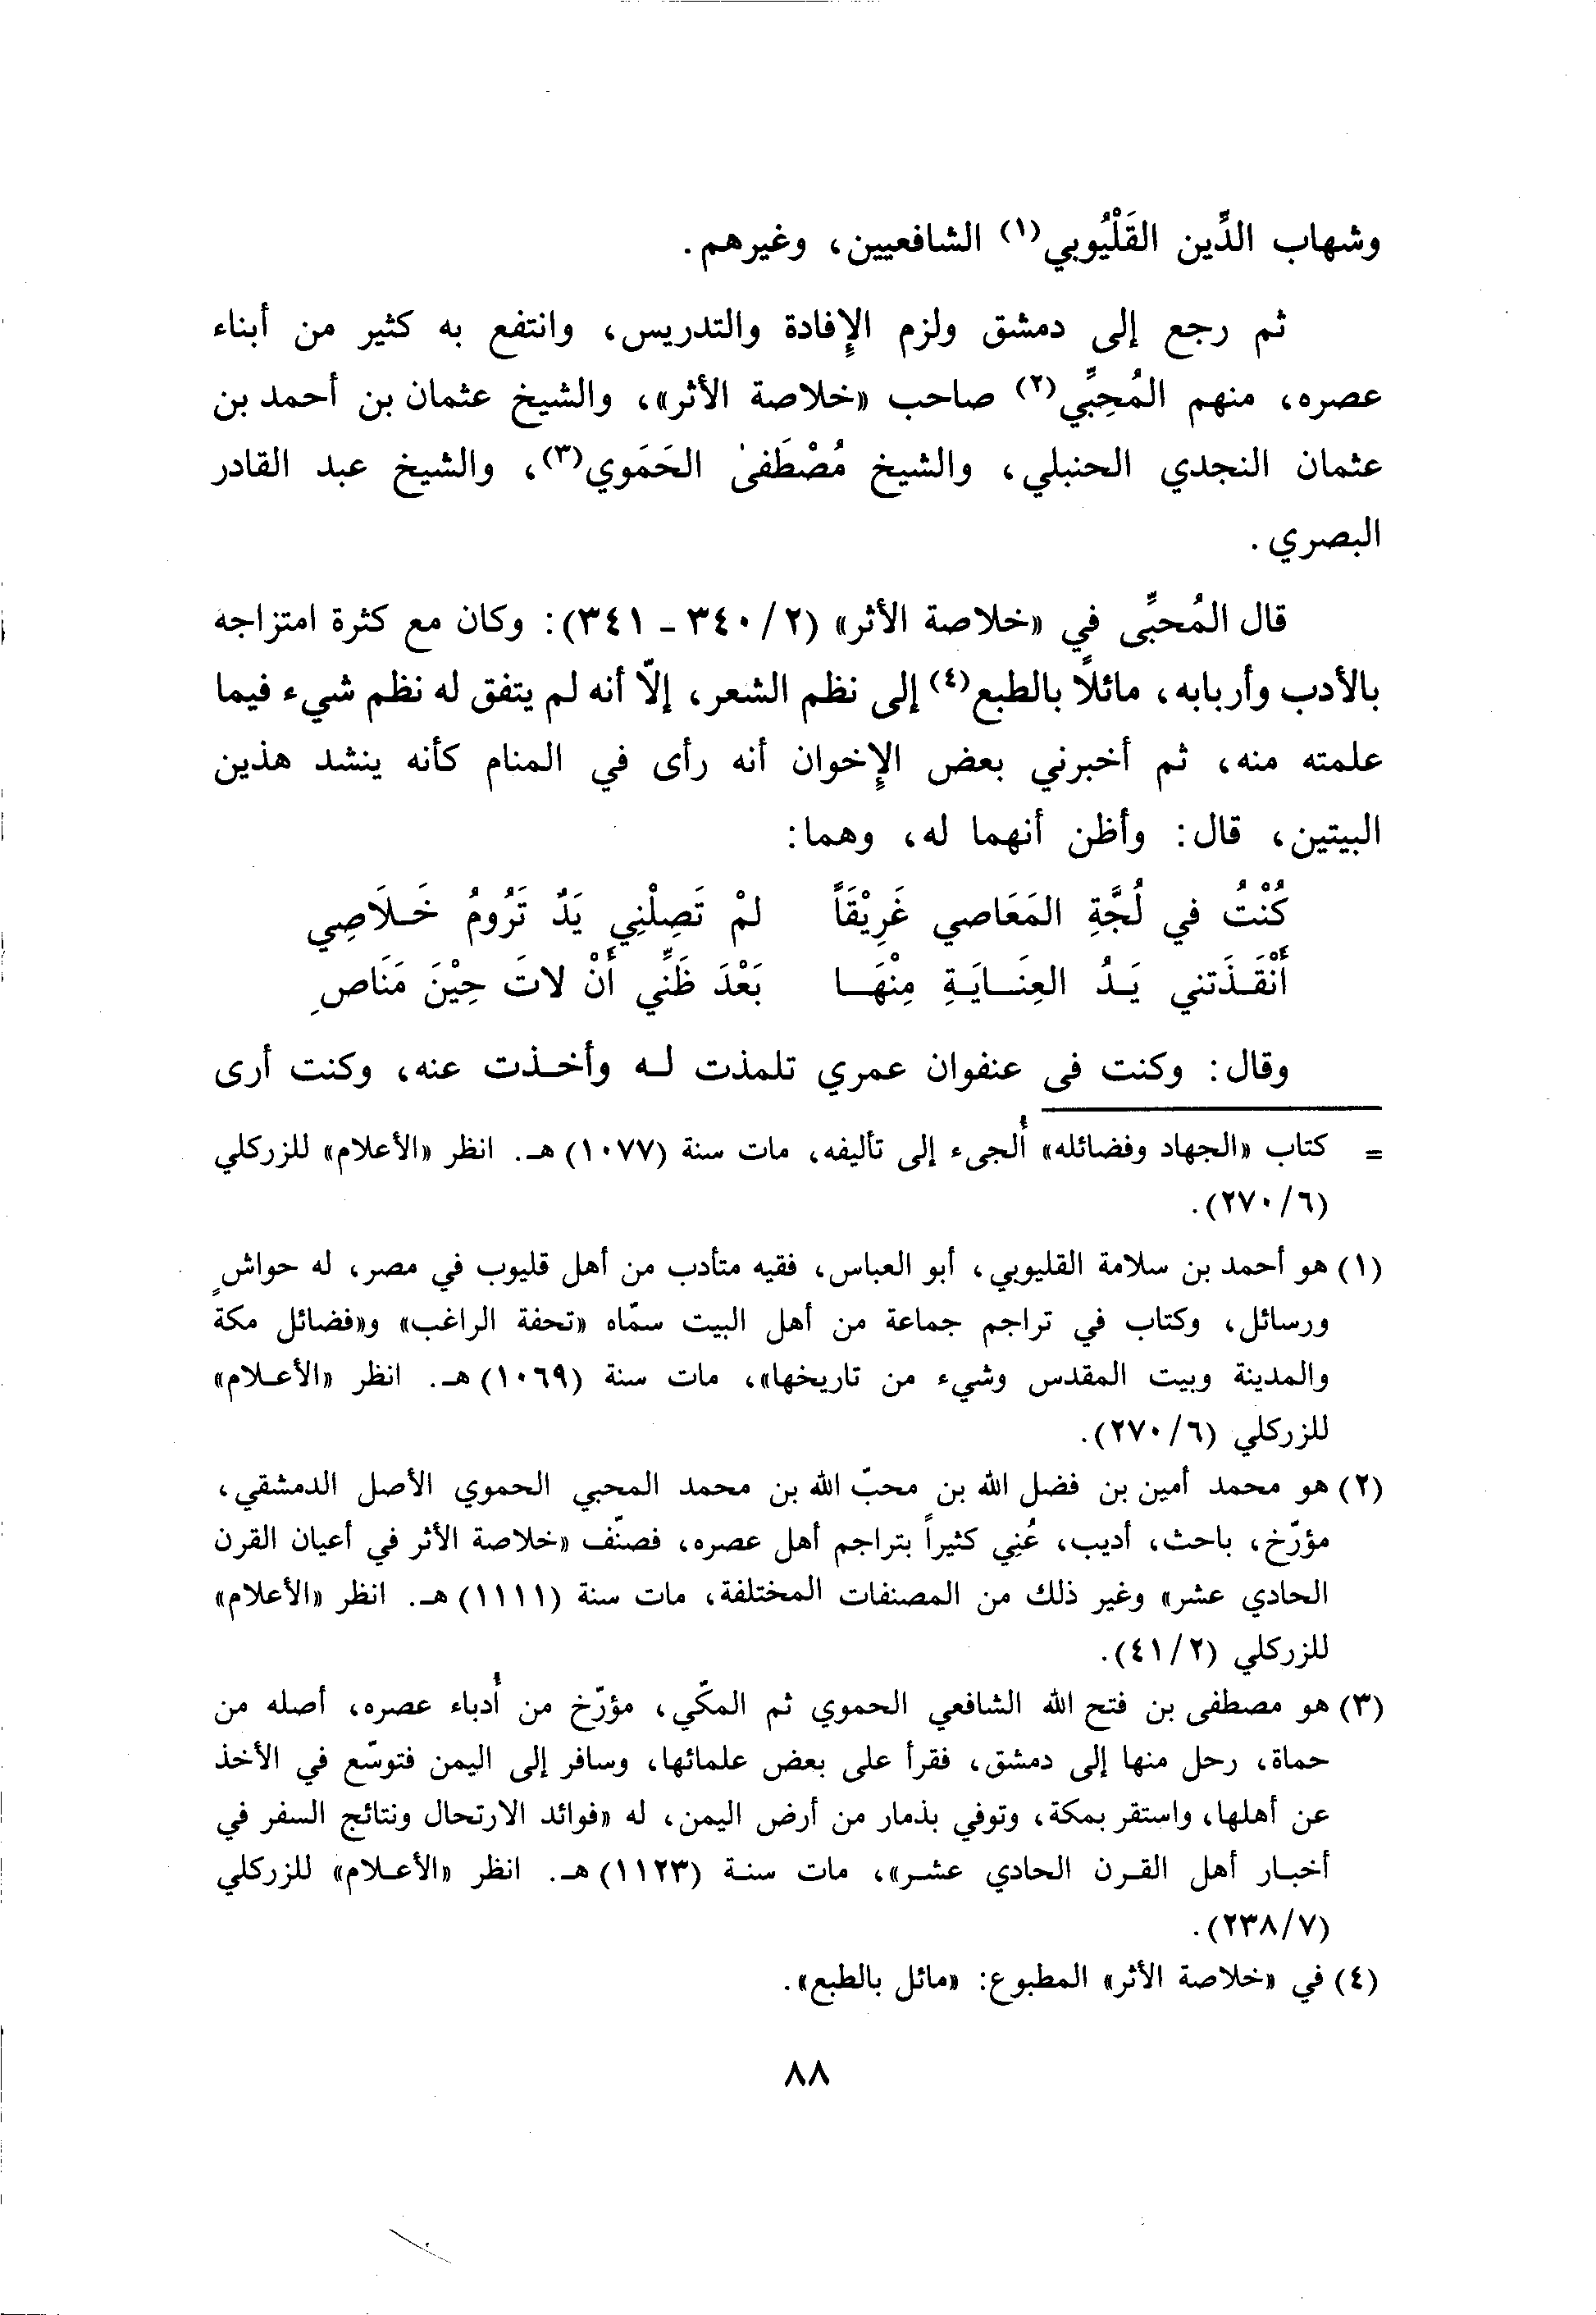 وشهاب الدِّين القَلْيُوبي(١) الشافعيين، وغيرهم.
ثم رجع إلى دمشق ولزم الإِفادة والتدريس، وانتفع به كثير من أبناء
عصره، منهم المُحِبِّي(٢) صاحب «خلاصة الأثر»، والشيخ عثمان بن أحمد بن
عثمان النجدي الحنبلي، والشيخ مُصْطَفىٰ الحَمَوي(٣)، والشيخ عبد القادر
البصري.
قال المُحبِّى في «خلاصة الأثر» (٢/ ٣٤٠ - ٣٤١): وكان مع كثرة امتزاجه
بالأدب وأربابه، مائلاً بالطبع(٤) إلى نظم الشعر، إلاّ أنه لم يتفق له نظم شيء فيما
علمته منه، ثم أخبرني بعض الإِخوان أنه رأى في المنام كأنه ينشد هذين
البيتين، قال: وأظن أنهما له، وهما:
كُنْتُ في لُجَّةِ المَعَاصي غَرِيْقَاً لمْ تَصِلْنِي يَدٌ تَرُومُ خَلَاصِي
أَنْقَذَتني يَدُ العِنَايَةِ مِنْهَا بَعْدَ ظَنِّي أَنْ لاتَ حِيْنَ مَنَاصِ
وقال: وكنت فى عنفوان عمري تلمذت له وأخذت عنه، وكنت أرى
= كتاب «الجهاد وفضائله» أُلجىء إلى تأليفه، مات سنة (١٠٧٧) هـ. انظر «الأعلام» للزركلي
(٦/ ٢٧٠).
(١) هو أحمد بن سلامة القليوبي، أبو العباس، فقيه متأدب من أهل قليوب في مصر، له حواشٍ
ورسائل، وكتاب في تراجم جماعة من أهل البيت سمّاه «تحفة الراغب» و«فضائل مكة
والمدينة وبيت المقدس وشيء من تاريخها»، مات سنة (١٠٦٩) هـ. انظر «الأعلام»
للزركلي (٦/ ٢٧٠).
(٢) هو محمد أمين بن فضل الله بن محبّ الله بن محمد المحبي الحموي الأصل الدمشقي،
مؤرّخ، باحث، أديب، عُنِي كثيراً بتراجم أهل عصره، فصنّف «خلاصة الأثر في أعيان القرن
الحادي عشر» وغير ذلك من المصنفات المختلفة، مات سنة (١١١١) هـ. انظر «الأعلام»
للزركلي (٢/ ٤١).
(٣) هو مصطفى بن فتح الله الشافعي الحموي ثم المكّي، مؤرّخ من أُدباء عصره، أصله من
حماة، رحل منها إلى دمشق، فقرأ على بعض علمائها، وسافر إلى اليمن فتوسّع في الأخذ
عن أهلها، واستقر بمكة، وتوفي بذمار من أرض اليمن، له «فوائد الارتحال ونتائج السفر في
أخبار أهل القرن الحادي عشر»، مات سنة (١١٢٣) هـ. انظر «الأعلام» للزركلي
(٧/ ٢٣٨).
(٤) في «خلاصة الأثر» المطبوع: «مائل بالطبع».
٨٨